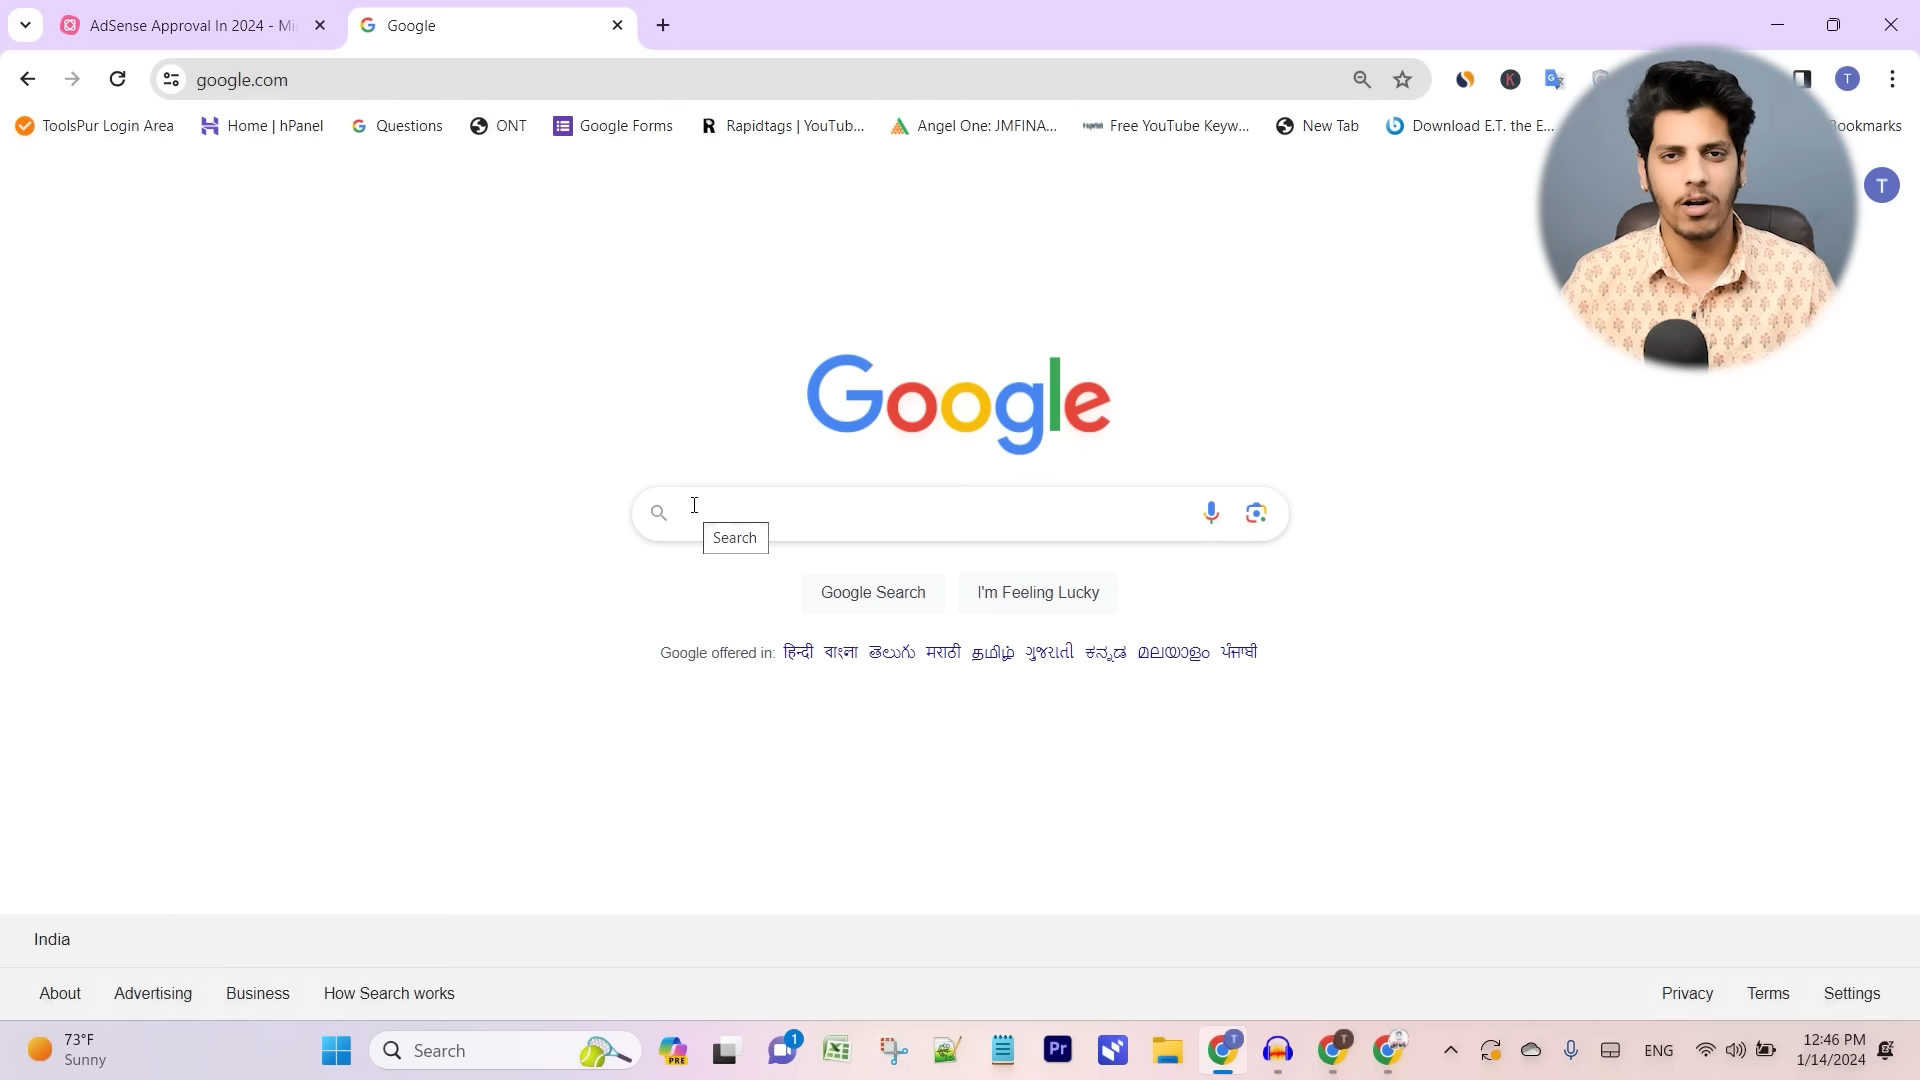 AdSense Approval In 2024 - Mi
Google
google.com
T
ToolsPur Login Area
Home | hPanel
Questions
ONT
Google Forms
Rapidtags | YouTub...
Angel One: JMFINA...
Free YouTube Keyw...
New Tab
Download E.T. the E...
Bookmarks
T
Google
Search
Google Search
I'm Feeling Lucky
Google offered in: हिन्दी বাংলা తెలుగు मराठी தமிழ் ગુજરાતી ಕನ್ನಡ മലയാളം ਪੰਜਾਬੀ
India
About
Advertising
Business
How Search works
Privacy
Terms
Settings
73°F
Sunny
Search
PRE
1
Pr
T
T
ENG
12:46 PM
1/14/2024